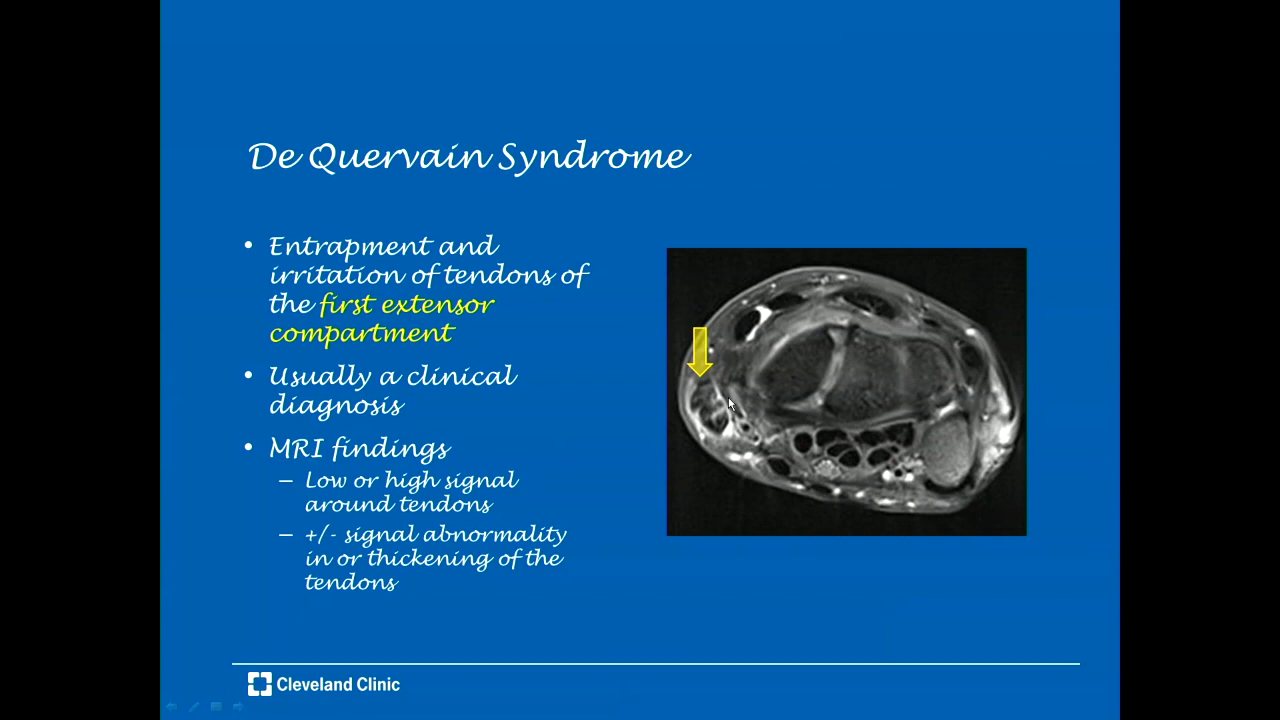 De Quervain Syndrome
• Entrapment and
irritation of tendons of
the first extensor
compartment
• Usually a clinical
diagnosis
• MRI findings
– Low or high signal
around tendons
– +/- signal abnormality
in or thickening of the
tendons
Cleveland Clinic